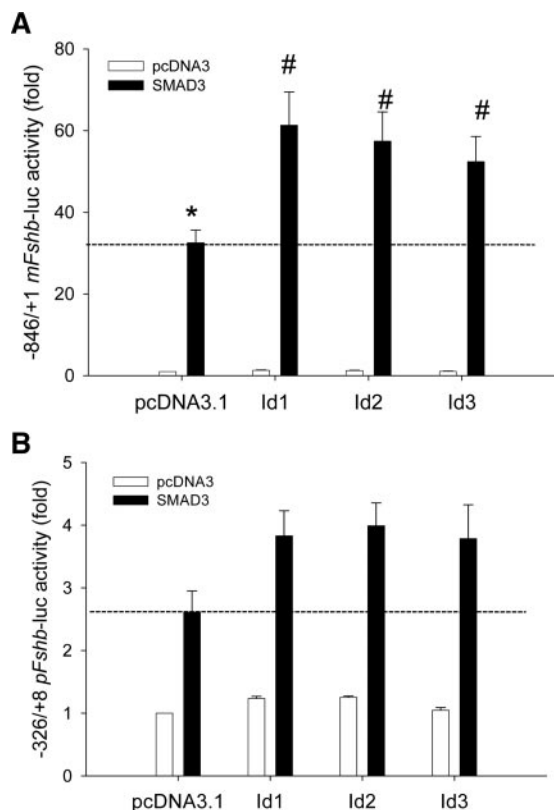 A
-846/+1 mFshb-luc activity (fold)
80
60
40
20
0
pcDNA3
SMAD3
*
#
#
#
pcDNA3.1 Id1 Id2 Id3
B
-326/+8 pFshb-luc activity (fold)
5
4
3
2
1
0
pcDNA3
SMAD3
pcDNA3.1 Id1 Id2 Id3